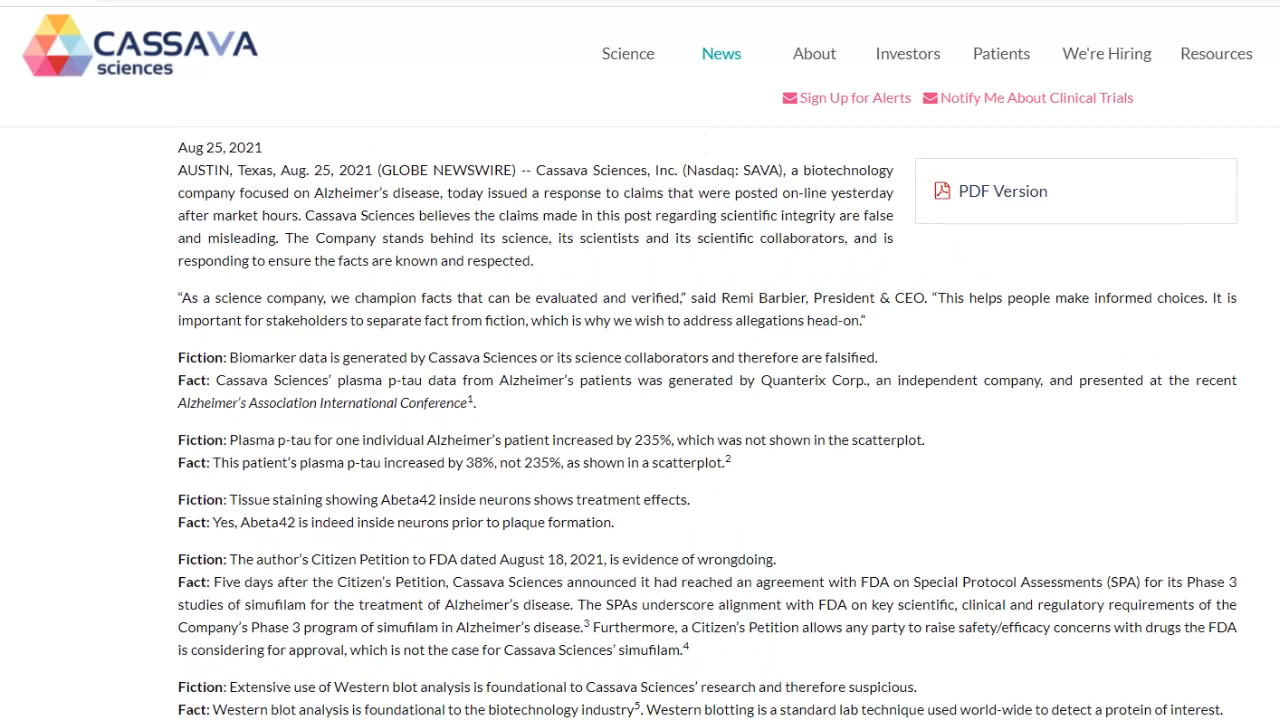 CASSAVA
sciences
Science News About Investors Patients We're Hiring Resources
Sign Up for Alerts Notify Me About Clinical Trials
Aug 25, 2021
AUSTIN, Texas, Aug. 25, 2021 (GLOBE NEWSWIRE) -- Cassava Sciences, Inc. (Nasdaq: SAVA), a biotechnology
company focused on Alzheimer’s disease, today issued a response to claims that were posted on-line yesterday
after market hours. Cassava Sciences believes the claims made in this post regarding scientific integrity are false
and misleading. The Company stands behind its science, its scientists and its scientific collaborators, and is
responding to ensure the facts are known and respected.
PDF Version
“As a science company, we champion facts that can be evaluated and verified,” said Remi Barbier, President & CEO. “This helps people make informed choices. It is
important for stakeholders to separate fact from fiction, which is why we wish to address allegations head-on.”
Fiction: Biomarker data is generated by Cassava Sciences or its science collaborators and therefore are falsified.
Fact: Cassava Sciences’ plasma p-tau data from Alzheimer’s patients was generated by Quanterix Corp., an independent company, and presented at the recent
Alzheimer’s Association International Conference¹.
Fiction: Plasma p-tau for one individual Alzheimer’s patient increased by 235%, which was not shown in the scatterplot.
Fact: This patient’s plasma p-tau increased by 38%, not 235%, as shown in a scatterplot.²
Fiction: Tissue staining showing Abeta42 inside neurons shows treatment effects.
Fact: Yes, Abeta42 is indeed inside neurons prior to plaque formation.
Fiction: The author’s Citizen Petition to FDA dated August 18, 2021, is evidence of wrongdoing.
Fact: Five days after the Citizen’s Petition, Cassava Sciences announced it had reached an agreement with FDA on Special Protocol Assessments (SPA) for its Phase 3
studies of simufilam for the treatment of Alzheimer’s disease. The SPAs underscore alignment with FDA on key scientific, clinical and regulatory requirements of the
Company’s Phase 3 program of simufilam in Alzheimer’s disease.³ Furthermore, a Citizen’s Petition allows any party to raise safety/efficacy concerns with drugs the FDA
is considering for approval, which is not the case for Cassava Sciences’ simufilam.⁴
Fiction: Extensive use of Western blot analysis is foundational to Cassava Sciences’ research and therefore suspicious.
Fact: Western blot analysis is foundational to the biotechnology industry⁵. Western blotting is a standard lab technique used world-wide to detect a protein of interest.